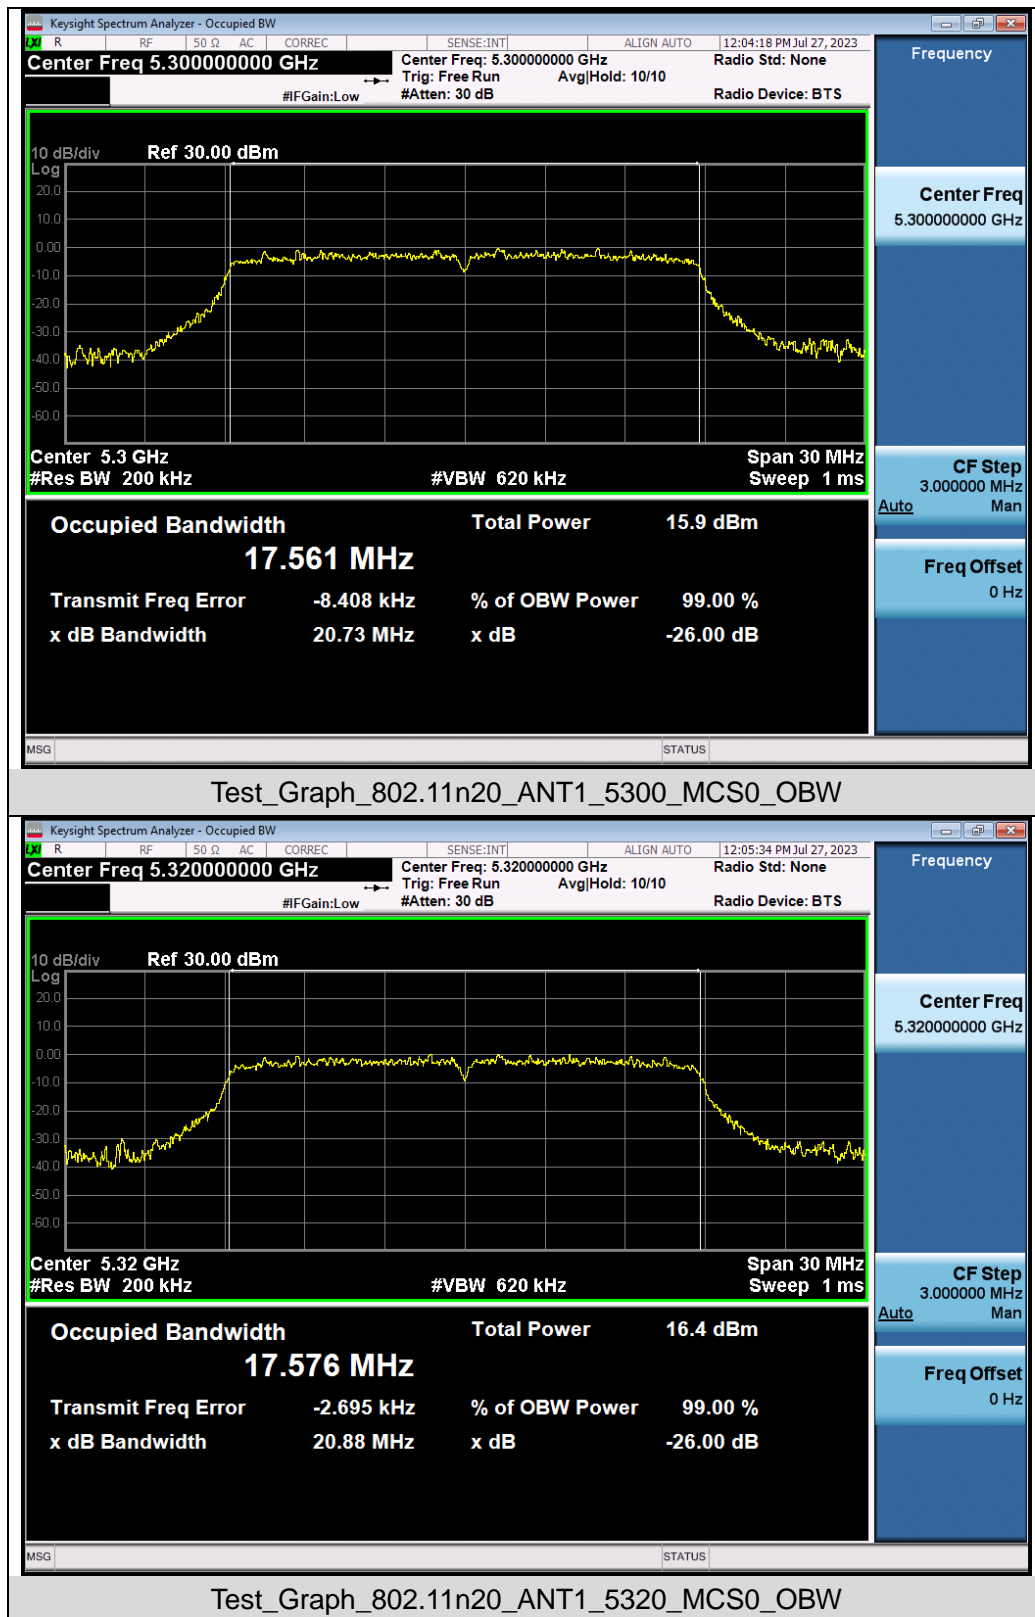 Keysight Spectrum Analyzer - Occupied BW
LXI R RF 50 Ω AC CORREC SENSE:INT ALIGN AUTO 12:04:18 PM Jul 27, 2023
Center Freq 5.300000000 GHz
Center Freq: 5.300000000 GHz Radio Std: None
Trig: Free Run Avg|Hold: 10/10
#IFGain:Low #Atten: 30 dB Radio Device: BTS
Frequency
10 dB/div Ref 30.00 dBm
Log
20.0
10.0
0.00
-10.0
-20.0
-30.0
-40.0
-50.0
-60.0
Center 5.3 GHz Span 30 MHz
#Res BW 200 kHz #VBW 620 kHz Sweep 1 ms
Center Freq
5.300000000 GHz
CF Step
3.000000 MHz
Auto Man
Freq Offset
0 Hz
Occupied Bandwidth Total Power 15.9 dBm
17.561 MHz
Transmit Freq Error -8.408 kHz % of OBW Power 99.00 %
x dB Bandwidth 20.73 MHz x dB -26.00 dB
MSG STATUS
Test_Graph_802.11n20_ANT1_5300_MCS0_OBW
Keysight Spectrum Analyzer - Occupied BW
LXI R RF 50 Ω AC CORREC SENSE:INT ALIGN AUTO 12:05:34 PM Jul 27, 2023
Center Freq 5.320000000 GHz
Center Freq: 5.320000000 GHz Radio Std: None
Trig: Free Run Avg|Hold: 10/10
#IFGain:Low #Atten: 30 dB Radio Device: BTS
Frequency
10 dB/div Ref 30.00 dBm
Log
20.0
10.0
0.00
-10.0
-20.0
-30.0
-40.0
-50.0
-60.0
Center 5.32 GHz Span 30 MHz
#Res BW 200 kHz #VBW 620 kHz Sweep 1 ms
Center Freq
5.320000000 GHz
CF Step
3.000000 MHz
Auto Man
Freq Offset
0 Hz
Occupied Bandwidth Total Power 16.4 dBm
17.576 MHz
Transmit Freq Error -2.695 kHz % of OBW Power 99.00 %
x dB Bandwidth 20.88 MHz x dB -26.00 dB
MSG STATUS
Test_Graph_802.11n20_ANT1_5320_MCS0_OBW